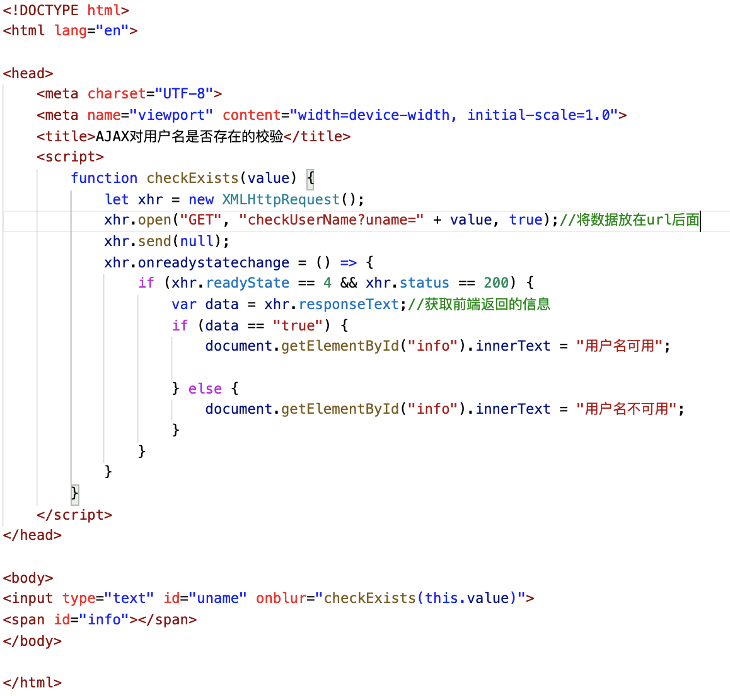 <!DOCTYPE html>
<html lang="en">
<head>
<meta charset="UTF-8">
<meta name="viewport" content="width=device-width, initial-scale=1.0">
<title>AJAX对用户名是否存在的校验</title>
<script>
function checkExists(value) {
let xhr = new XMLHttpRequest();
xhr.open("GET", "checkUserName?uname=" + value, true);//将数据放在url后面
xhr.send(null);
xhr.onreadystatechange = () => {
if (xhr.readyState == 4 && xhr.status == 200) {
var data = xhr.responseText;//获取前端返回的信息
if (data == "true") {
document.getElementById("info").innerText = "用户名可用";
} else {
document.getElementById("info").innerText = "用户名不可用";
}
}
}
}
</script>
</head>
<body>
<input type="text" id="uname" onblur="checkExists(this.value)">
<span id="info"></span>
</body>
</html>